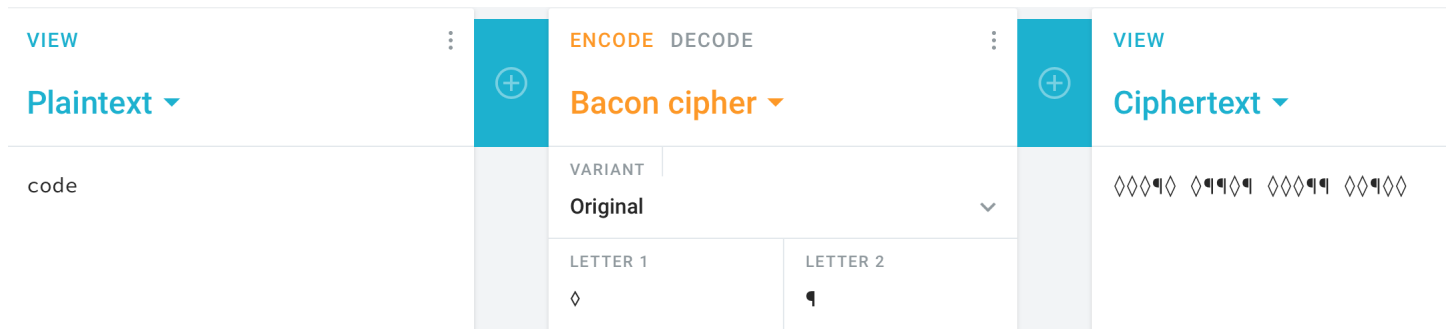 VIEW
Plaintext
code
ENCODE DECODE
Bacon cipher
VARIANT
Original
LETTER 1
◊
LETTER 2
¶
VIEW
Ciphertext
◊◊◊¶◊ ◊¶¶◊¶ ◊◊◊¶¶ ◊◊¶◊◊